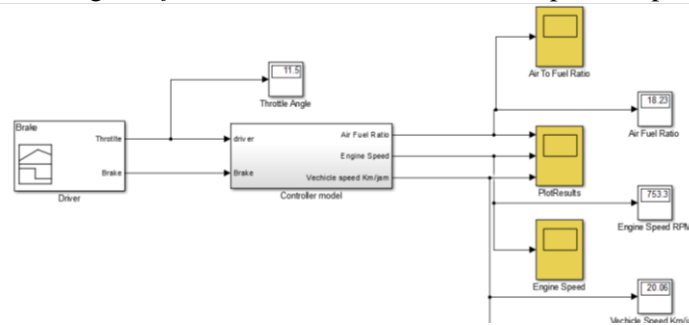 Air To Fuel Ratio
11.5
Throttle Angle
18.23
Air Fuel Ratio
Brake
Throttle
Brake
Driver
driver
Brake
Air Fuel Ratio
Engine Speed
Vechicle speed Km/jam
Controller model
PlotResults
753.3
Engine Speed RPM
Engine Speed
20.06
Vechicle Speed